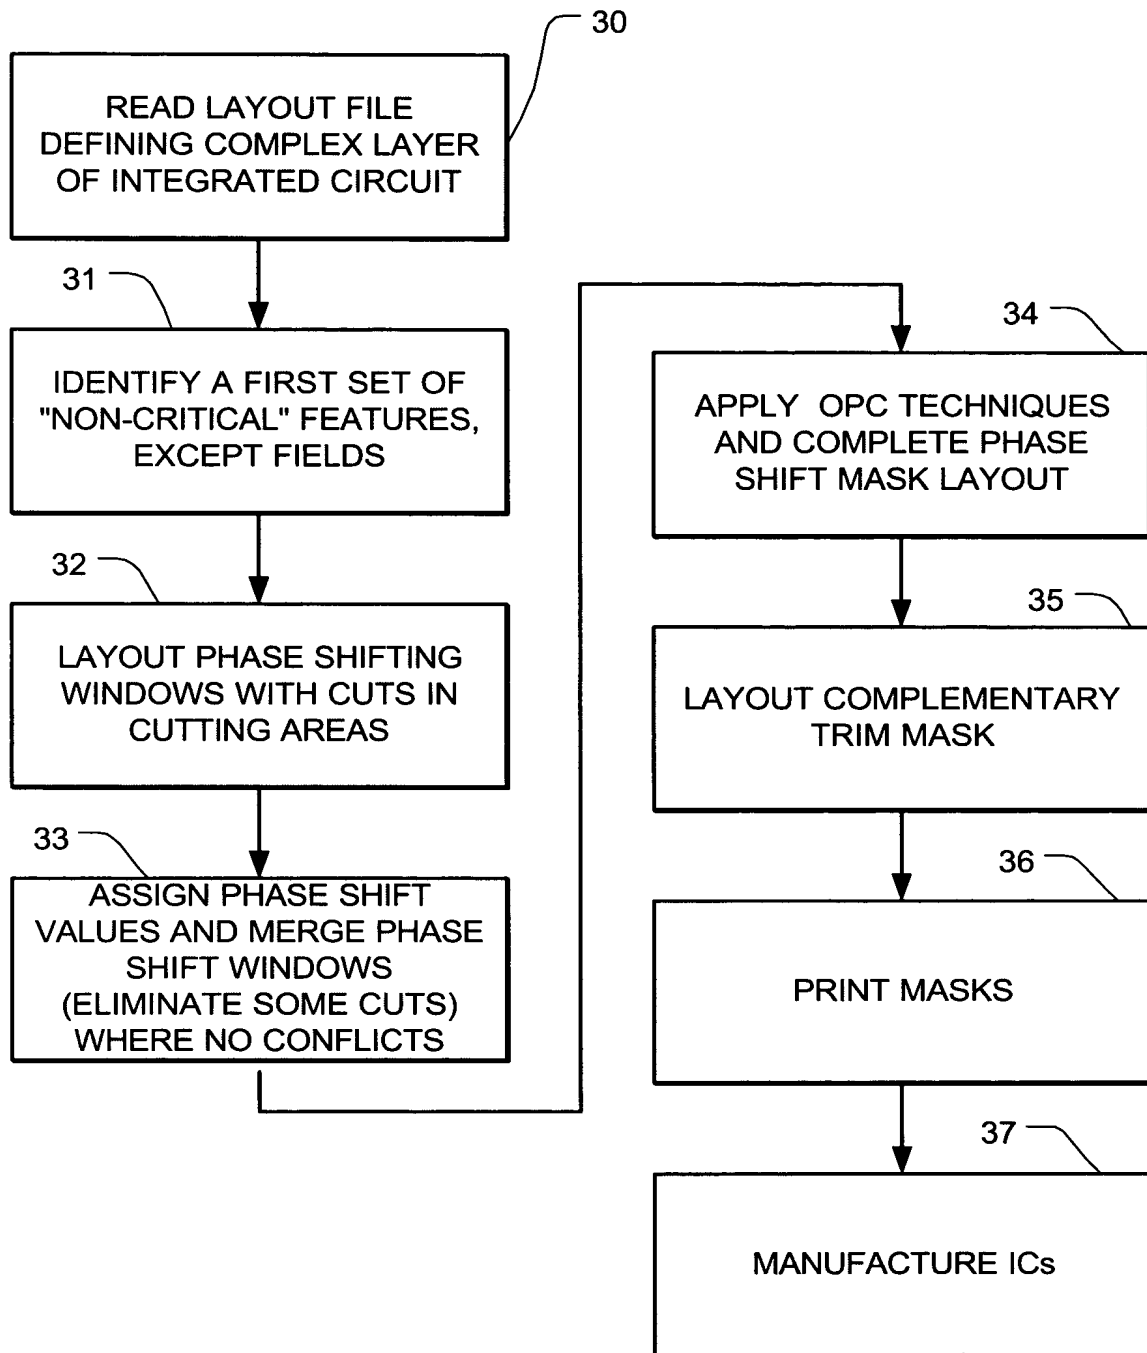 30
READ LAYOUT FILE
DEFINING COMPLEX LAYER
OF INTEGRATED CIRCUIT
31
IDENTIFY A FIRST SET OF
"NON-CRITICAL" FEATURES,
EXCEPT FIELDS
32
LAYOUT PHASE SHIFTING
WINDOWS WITH CUTS IN
CUTTING AREAS
33
ASSIGN PHASE SHIFT
VALUES AND MERGE PHASE
SHIFT WINDOWS
(ELIMINATE SOME CUTS)
WHERE NO CONFLICTS
34
APPLY OPC TECHNIQUES
AND COMPLETE PHASE
SHIFT MASK LAYOUT
35
LAYOUT COMPLEMENTARY
TRIM MASK
36
PRINT MASKS
37
MANUFACTURE ICs